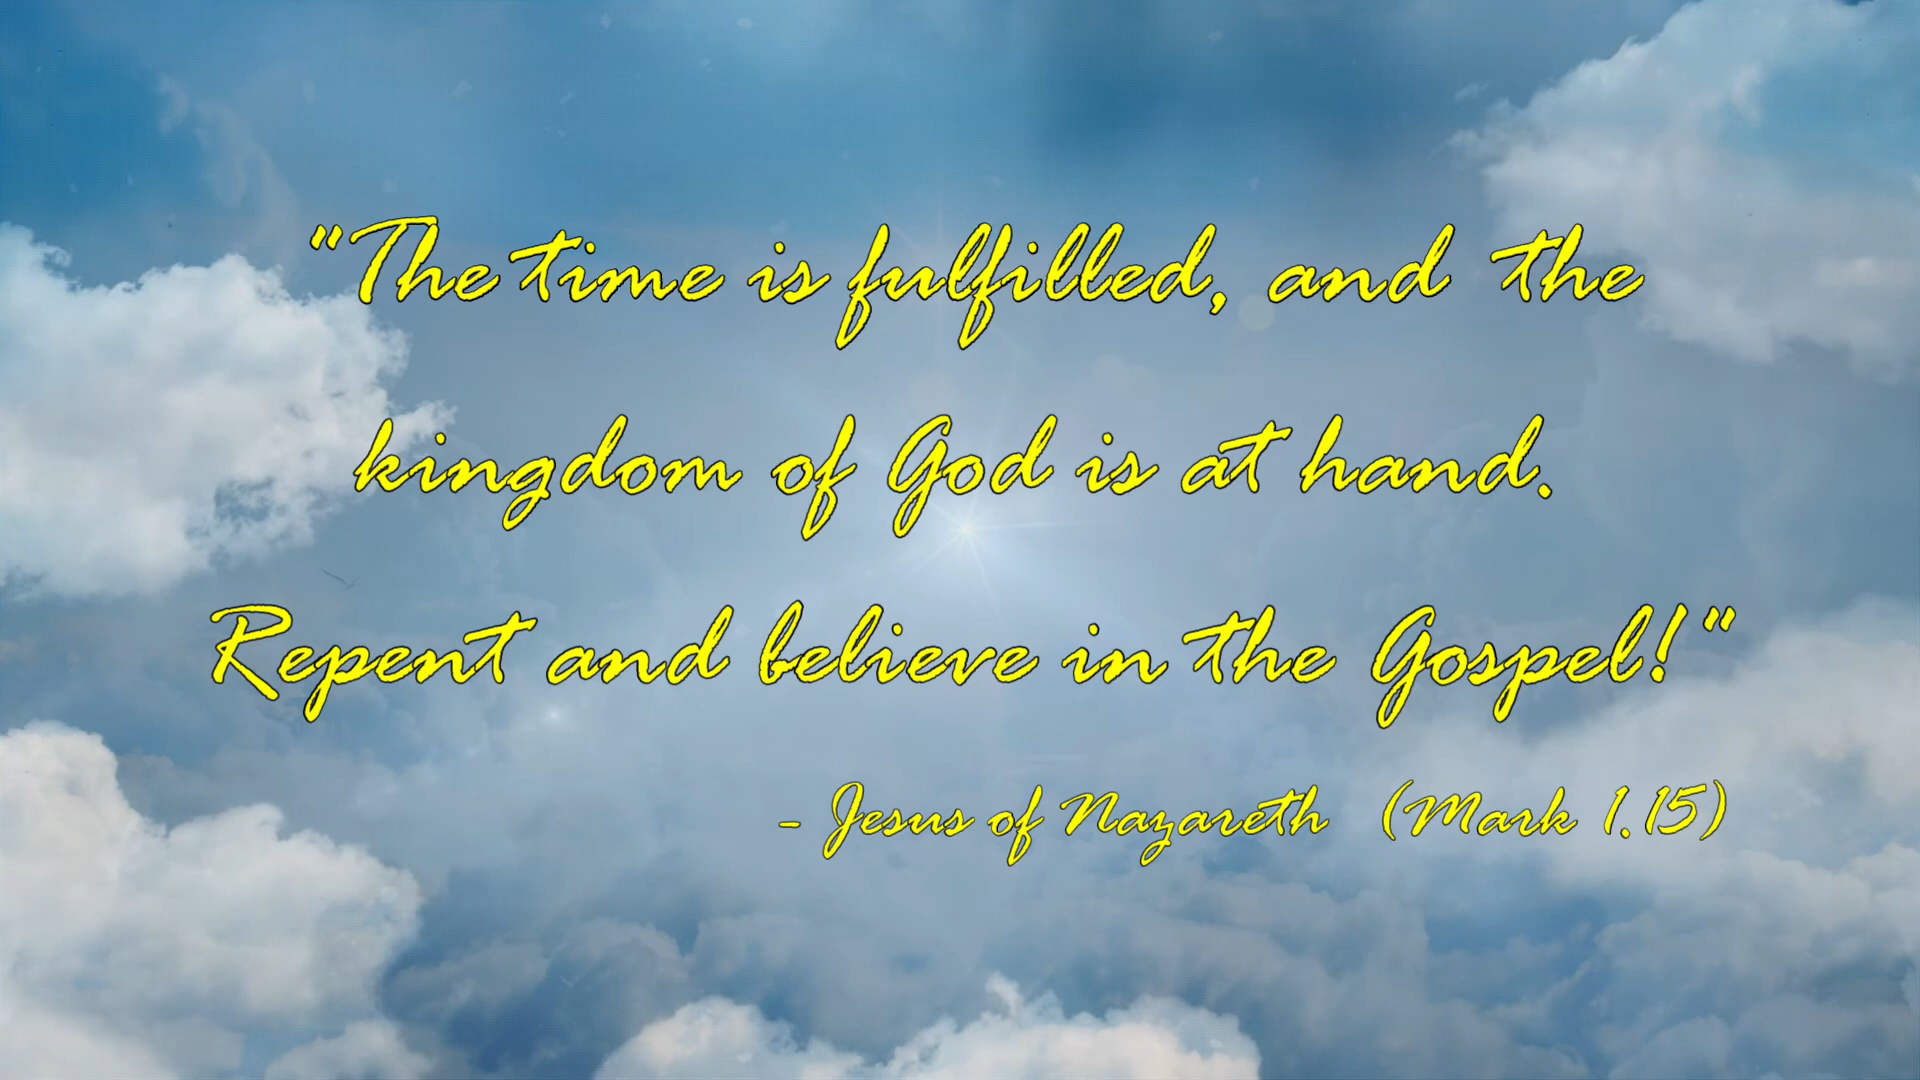 “The time is fulfilled, and the
kingdom of God is at hand.
Repent and believe in the Gospel!”
- Jesus of Nazareth (Mark 1.15)